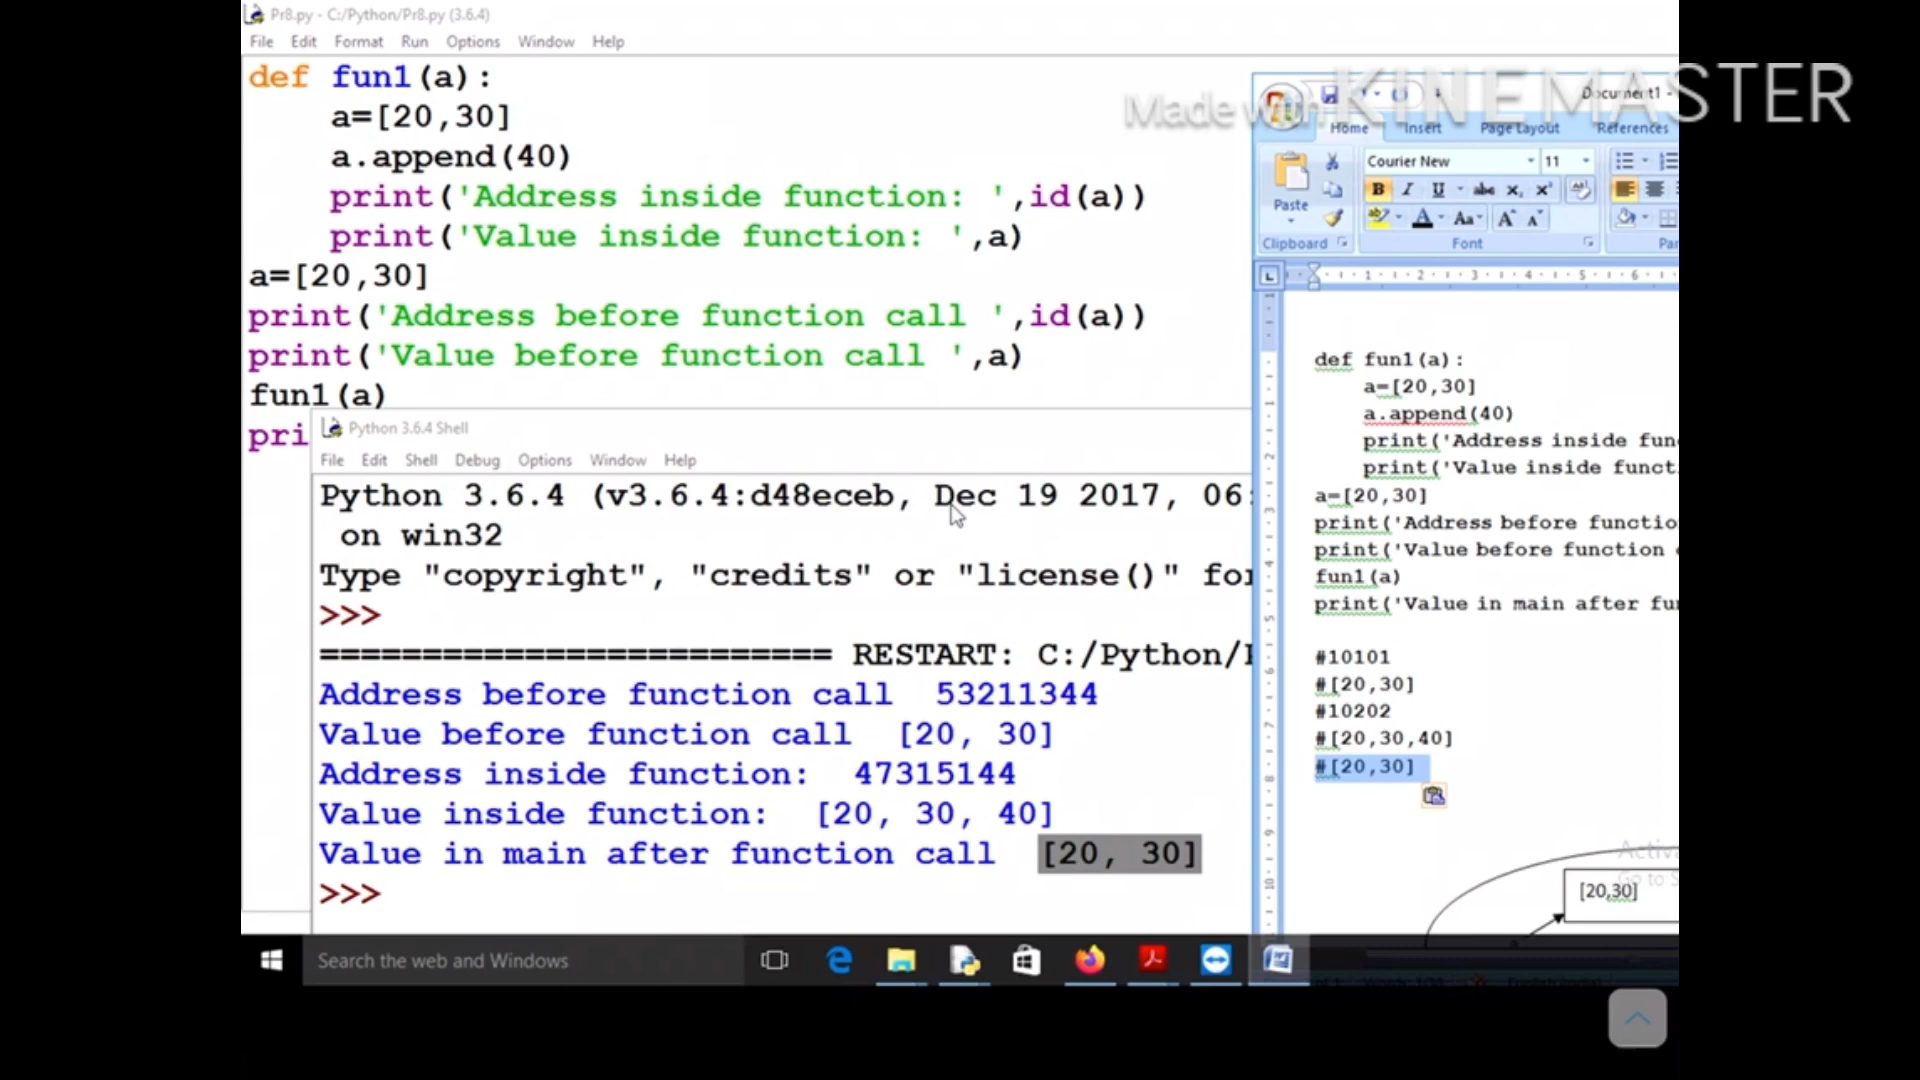 Pr8.py - C:/Python/Pr8.py (3.6.4)
File Edit Format Run Options Window Help
def fun1(a):
a=[20,30]
a.append(40)
print('Address inside function: ',id(a))
print('Value inside function: ',a)
a=[20,30]
print('Address before function call ',id(a))
print('Value before function call ',a)
fun1(a)
pri
Python 3.6.4 Shell
File Edit Shell Debug Options Window Help
Python 3.6.4 (v3.6.4:d48eceb, Dec 19 2017, 06:
on win32
Type "copyright", "credits" or "license()" for
>>>
========================= RESTART: C:/Python/
Address before function call 53211344
Value before function call [20, 30]
Address inside function: 47315144
Value inside function: [20, 30, 40]
Value in main after function call [20, 30]
>>>
Made with KINEMASTER
Document1 -
Home Insert Page Layout References
Courier New 11
Paste
Clipboard Font Par
def fun1(a):
a=[20,30]
a.append(40)
print('Address inside fun
print('Value inside funct
a=[20,30]
print('Address before functio
print('Value before function
fun1(a)
print('Value in main after fu
#10101
#[20,30]
#10202
#[20,30,40]
#[20,30]
Activa
Go to S
[20,30]
Search the web and Windows